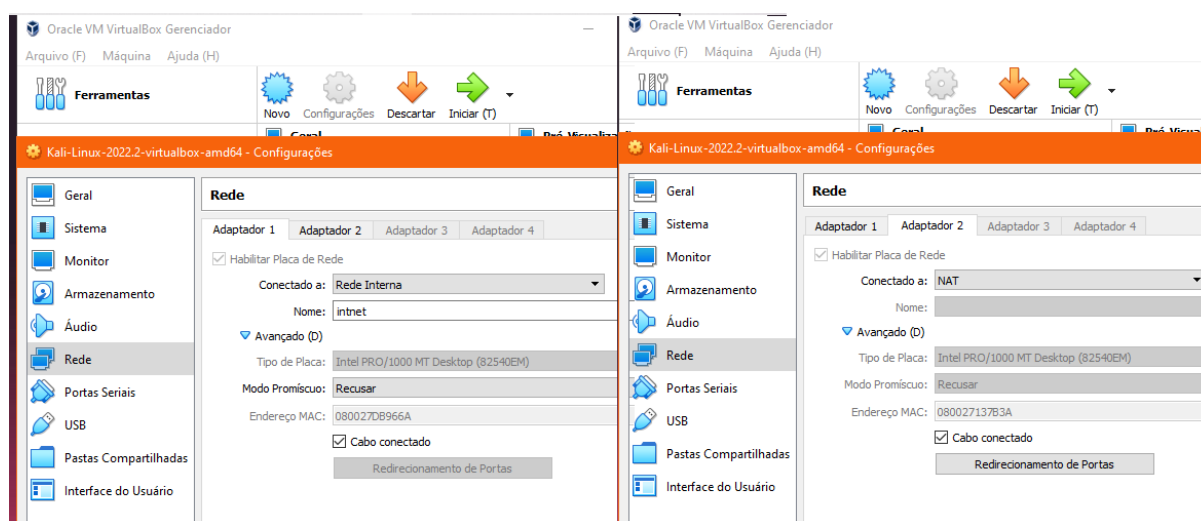 Oracle VM VirtualBox Gerenciador
Arquivo (F) Máquina Ajuda (H)
Ferramentas
Novo Configurações Descartar Iniciar (T)
Geral Pré-Visualiza
Kali-Linux-2022.2-virtualbox-amd64 - Configurações
Geral
Sistema
Monitor
Armazenamento
Áudio
Rede
Portas Seriais
USB
Pastas Compartilhadas
Interface do Usuário
Rede
Adaptador 1 Adaptador 2 Adaptador 3 Adaptador 4
Habilitar Placa de Rede
Conectado a: Rede Interna
Nome: intnet
Avançado (D)
Tipo de Placa: Intel PRO/1000 MT Desktop (82540EM)
Modo Promíscuo: Recusar
Endereço MAC: 080027DB966A
Cabo conectado
Redirecionamento de Portas
Oracle VM VirtualBox Gerenciador
Arquivo (F) Máquina Ajuda (H)
Ferramentas
Novo Configurações Descartar Iniciar (T)
Geral Pré-Visua
Kali-Linux-2022.2-virtualbox-amd64 - Configurações
Geral
Sistema
Monitor
Armazenamento
Áudio
Rede
Portas Seriais
USB
Pastas Compartilhadas
Interface do Usuário
Rede
Adaptador 1 Adaptador 2 Adaptador 3 Adaptador 4
Habilitar Placa de Rede
Conectado a: NAT
Nome:
Avançado (D)
Tipo de Placa: Intel PRO/1000 MT Desktop (82540EM)
Modo Promíscuo: Recusar
Endereço MAC: 080027137B3A
Cabo conectado
Redirecionamento de Portas